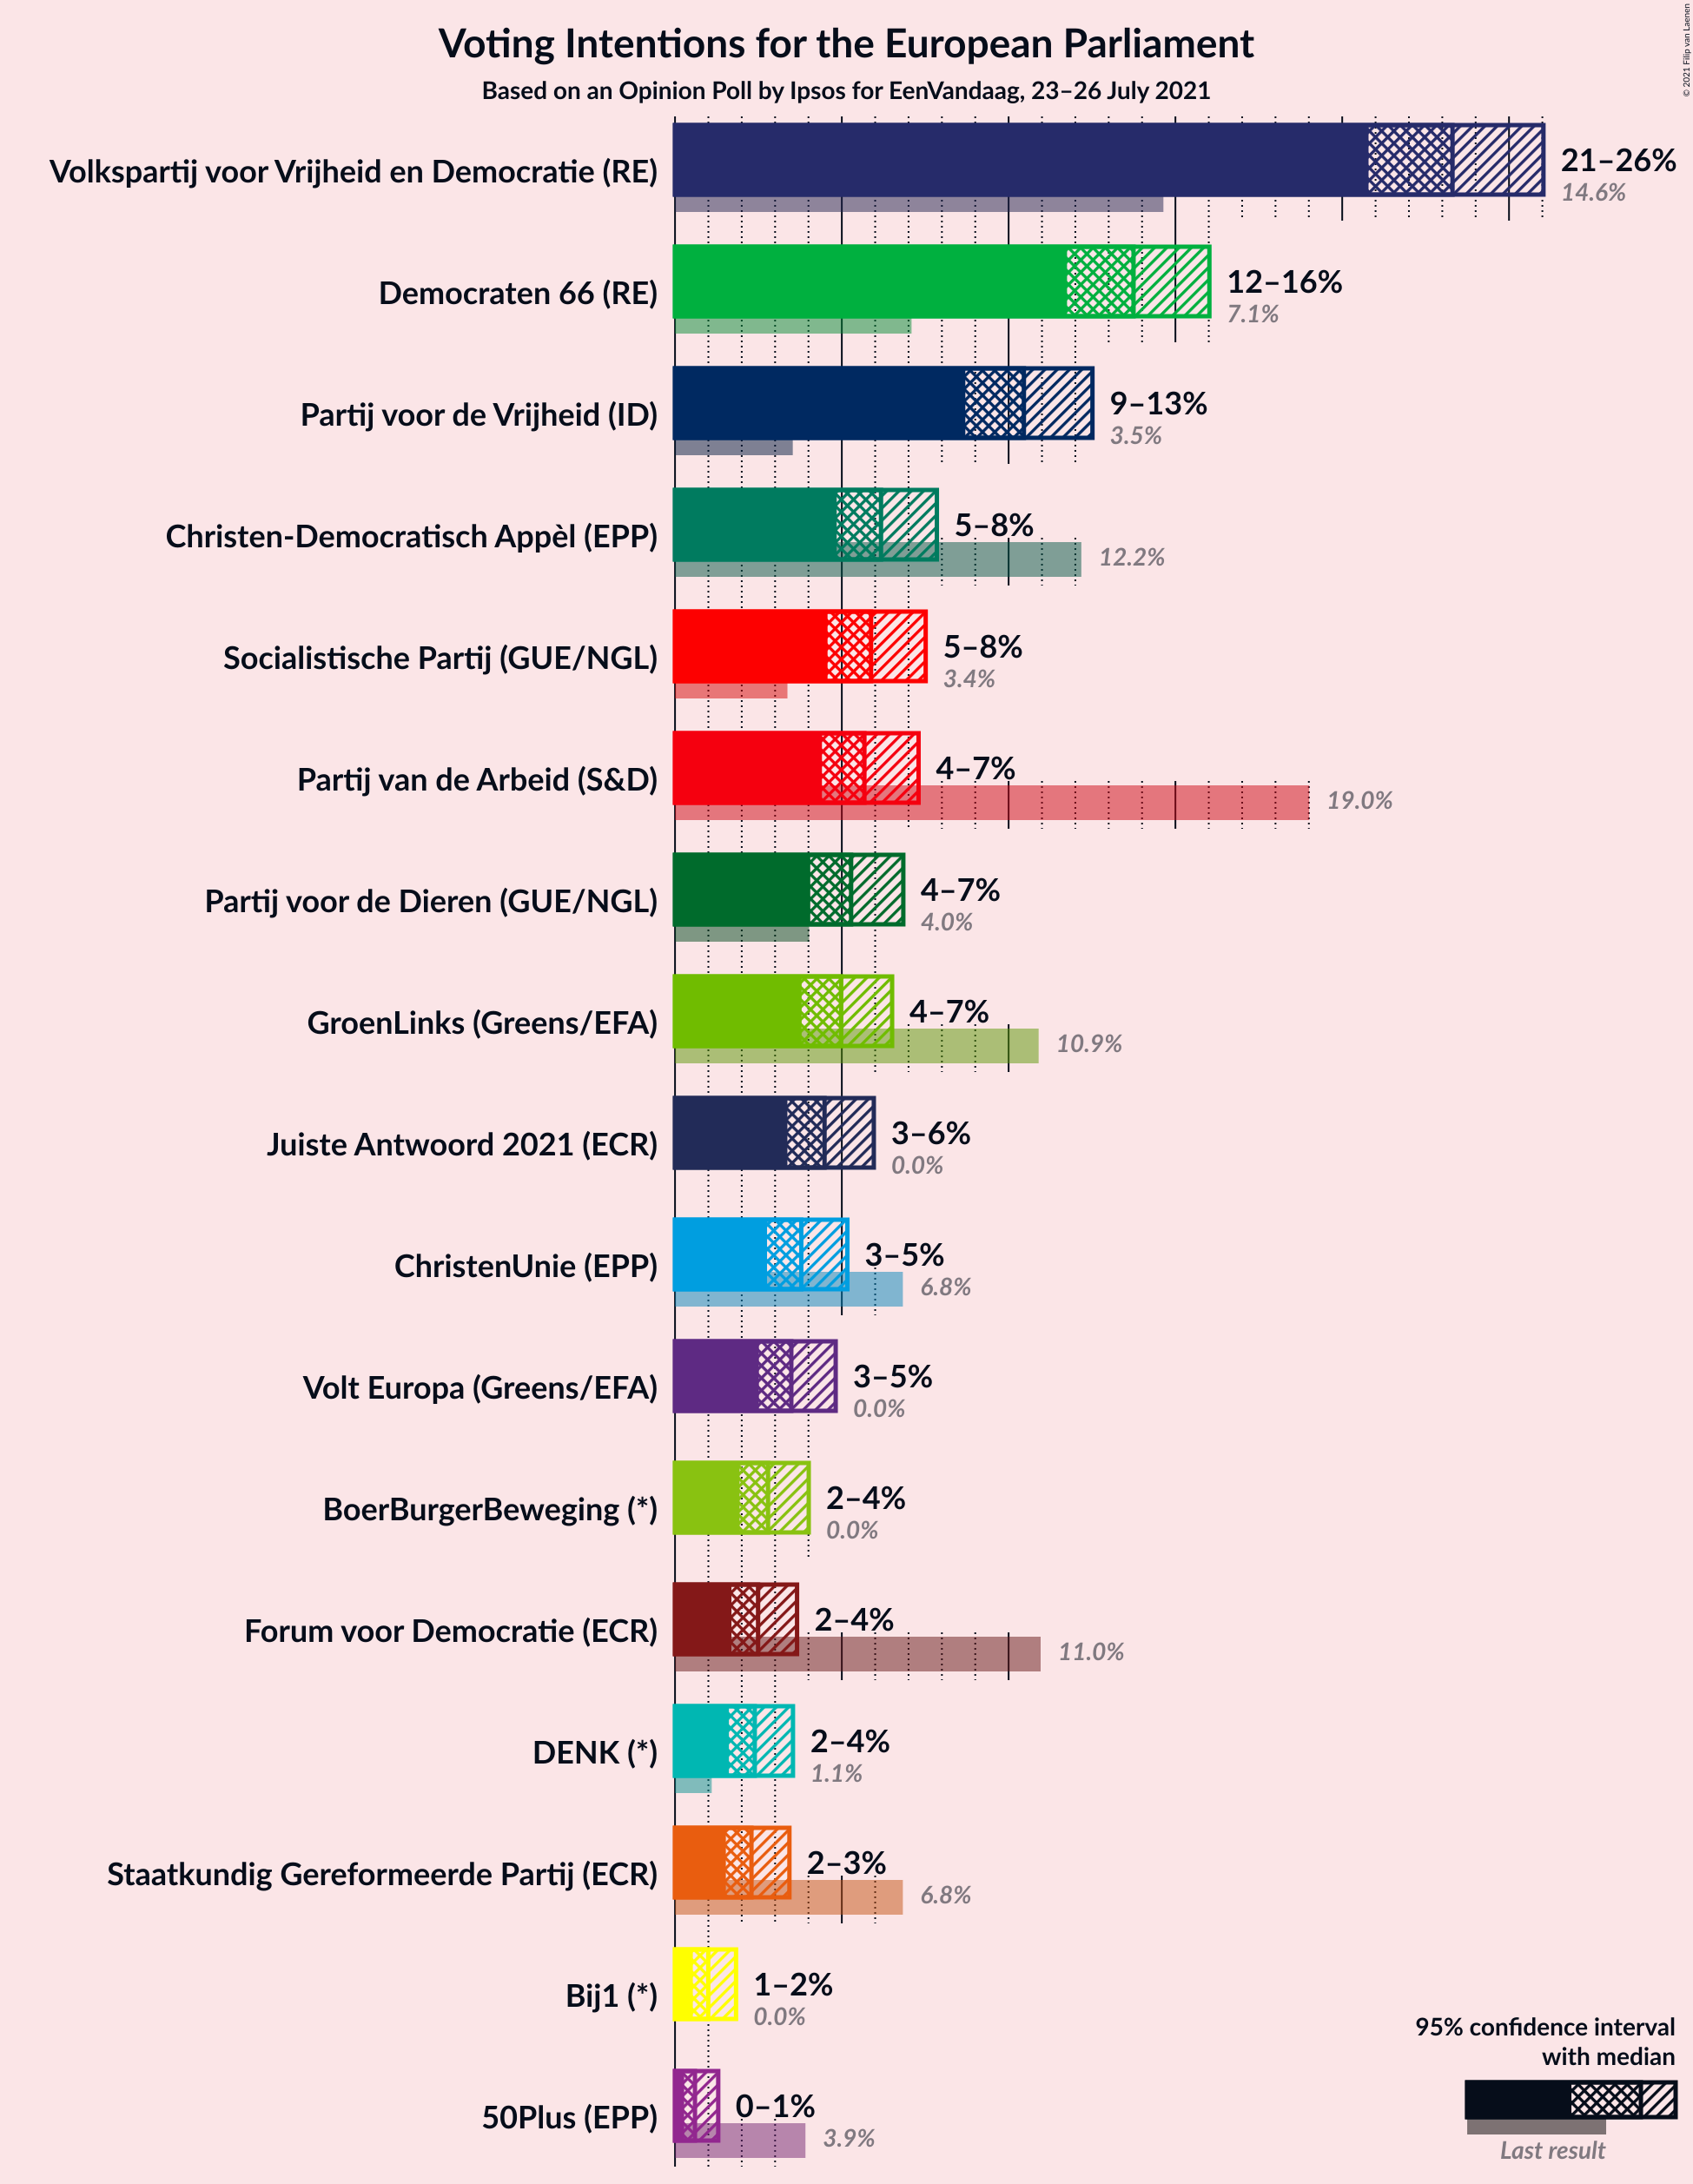 Voting Intentions for the European Parliament
Based on an Opinion Poll by Ipsos for EenVandaag, 23–26 July 2021
© 2021 Filip van Laenen
Volkspartij voor Vrijheid en Democratie (RE)
21–26%
14.6%
Democraten 66 (RE)
12–16%
7.1%
Partij voor de Vrijheid (ID)
9–13%
3.5%
Christen-Democratisch Appèl (EPP)
5–8%
12.2%
Socialistische Partij (GUE/NGL)
5–8%
3.4%
Partij van de Arbeid (S&D)
4–7%
19.0%
Partij voor de Dieren (GUE/NGL)
4–7%
4.0%
GroenLinks (Greens/EFA)
4–7%
10.9%
Juiste Antwoord 2021 (ECR)
3–6%
0.0%
ChristenUnie (EPP)
3–5%
6.8%
Volt Europa (Greens/EFA)
3–5%
0.0%
BoerBurgerBeweging (*)
2–4%
0.0%
Forum voor Democratie (ECR)
2–4%
11.0%
DENK (*)
2–4%
1.1%
Staatkundig Gereformeerde Partij (ECR)
2–3%
6.8%
Bij1 (*)
1–2%
0.0%
50Plus (EPP)
0–1%
3.9%
95% confidence interval
with median
Last result